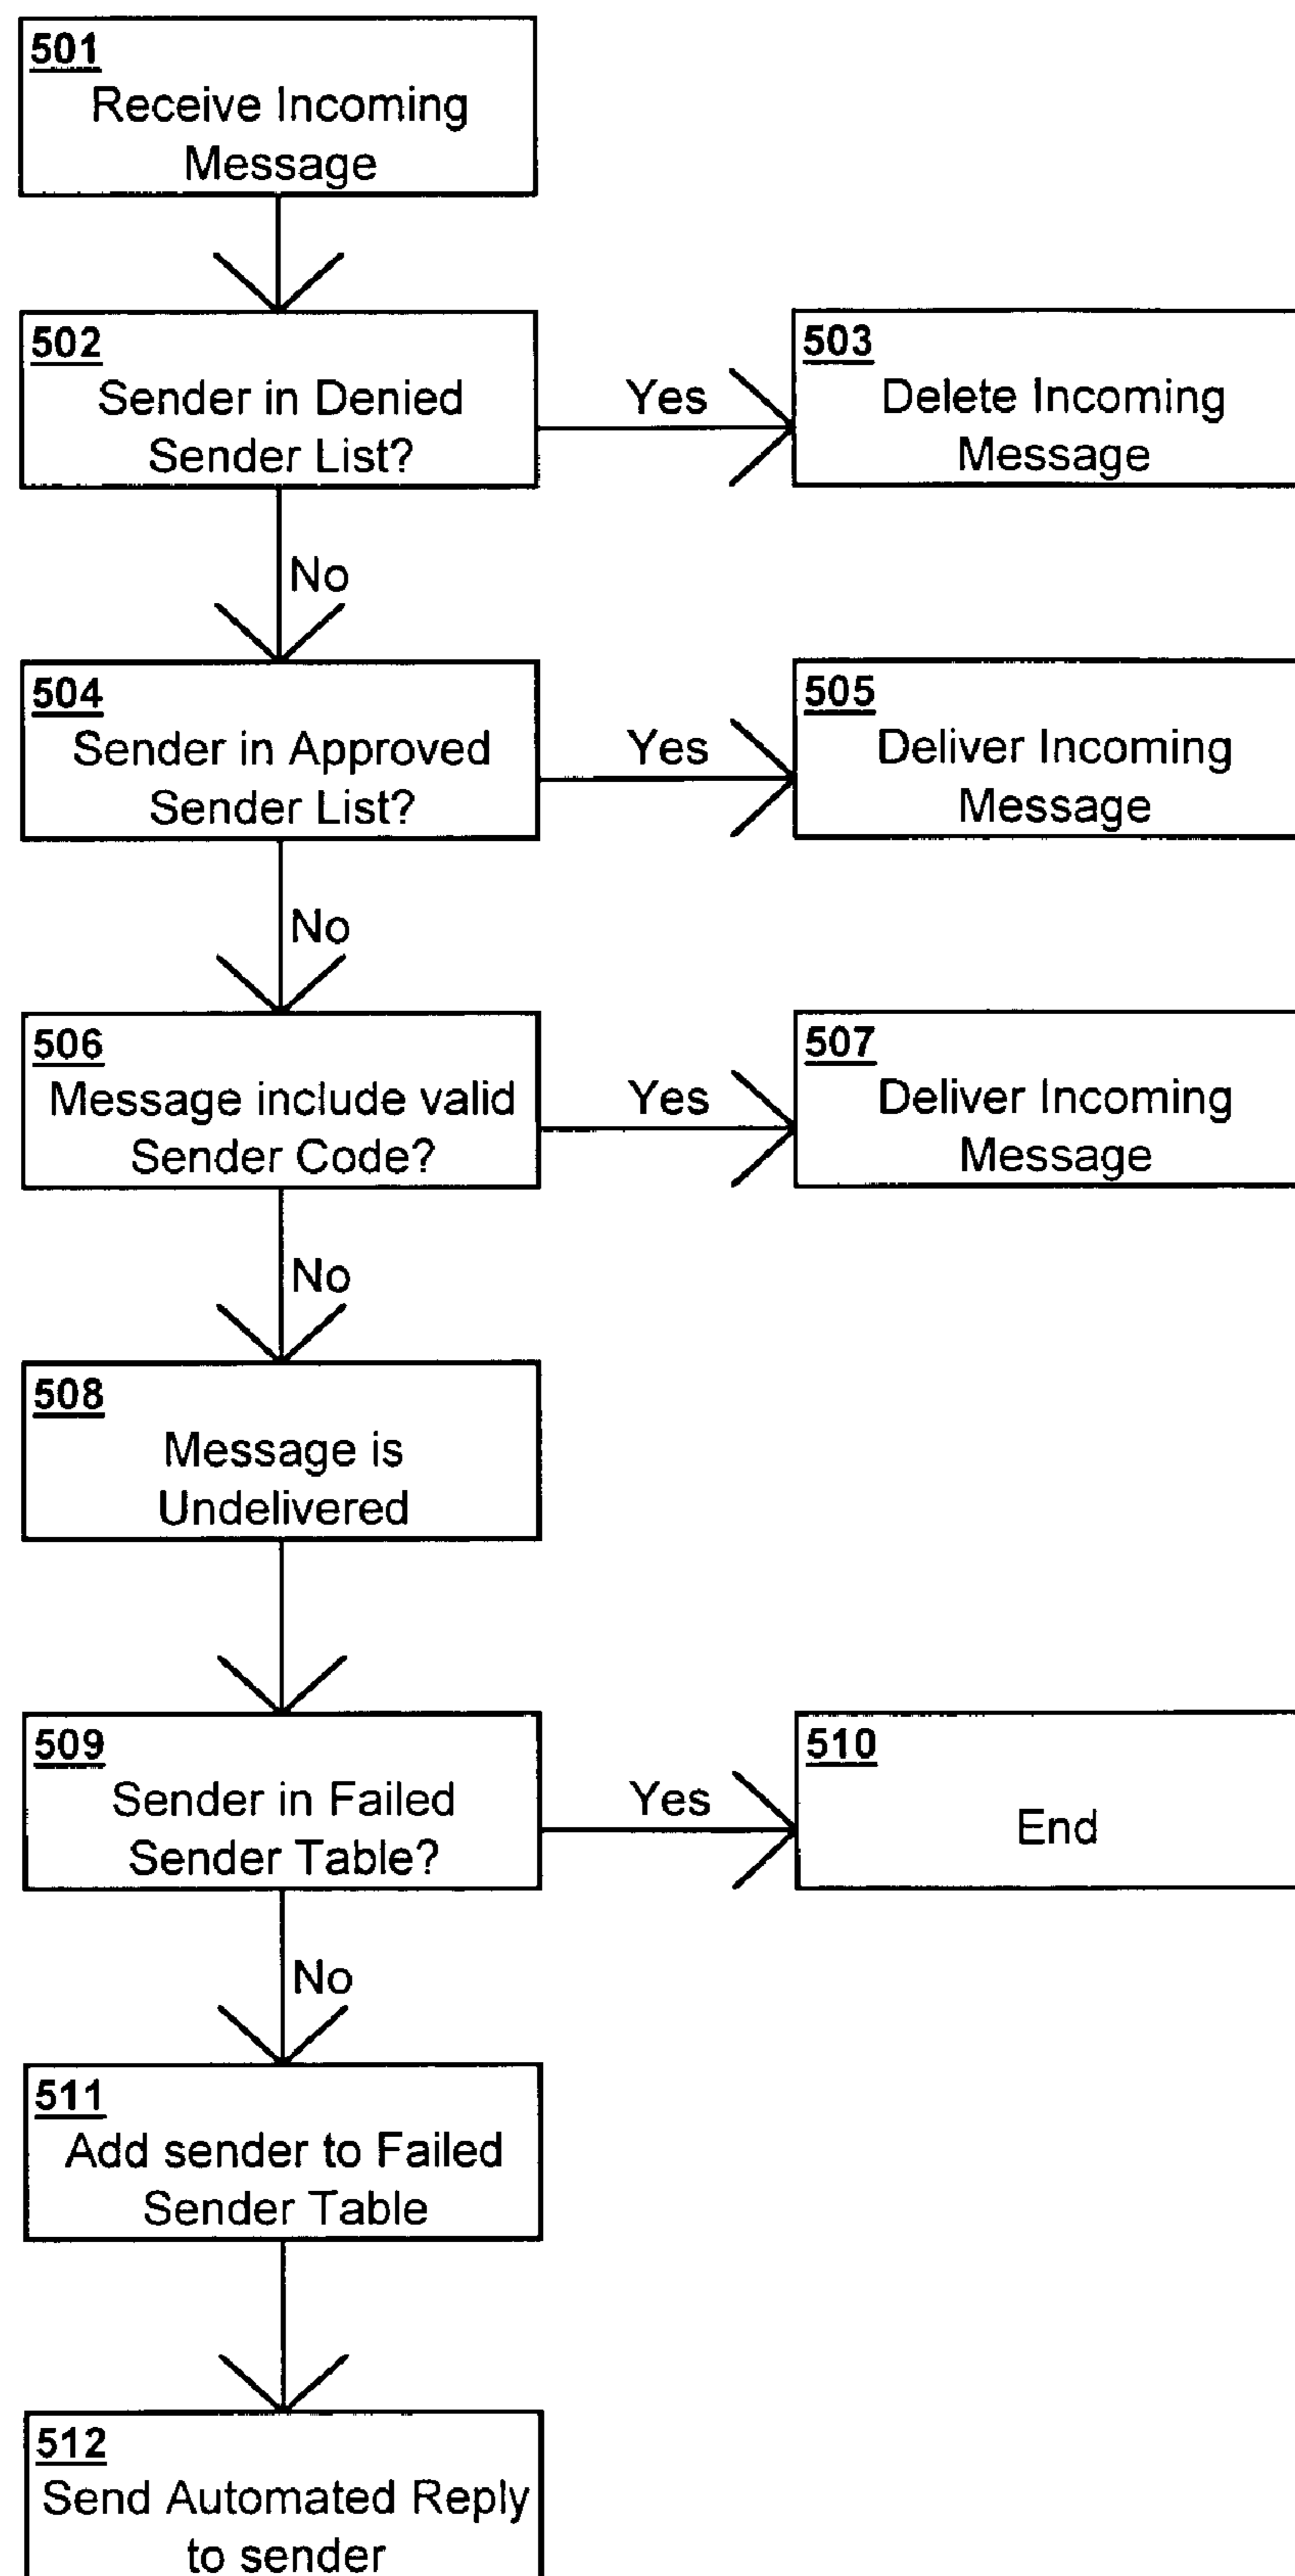 501
Receive Incoming
Message
502
Sender in Denied
Sender List?
Yes
503
Delete Incoming
Message
No
504
Sender in Approved
Sender List?
Yes
505
Deliver Incoming
Message
No
506
Message include valid
Sender Code?
Yes
507
Deliver Incoming
Message
No
508
Message is
Undelivered
509
Sender in Failed
Sender Table?
Yes
510
End
No
511
Add sender to Failed
Sender Table
512
Send Automated Reply
to sender